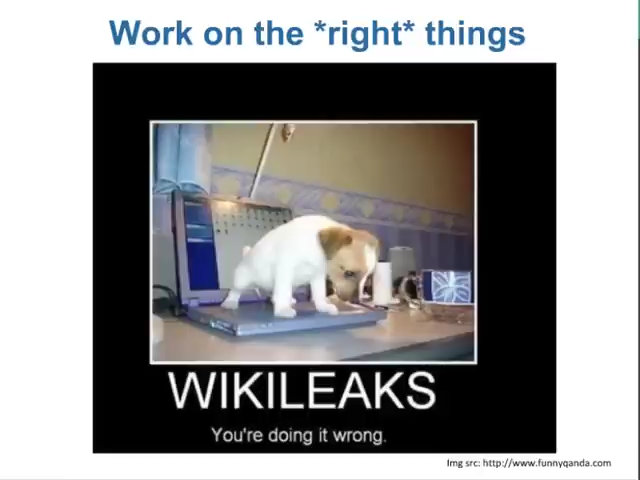 Work on the *right* things
WIKILEAKS
You're doing it wrong.
Img src: http://www.funnyqanda.com